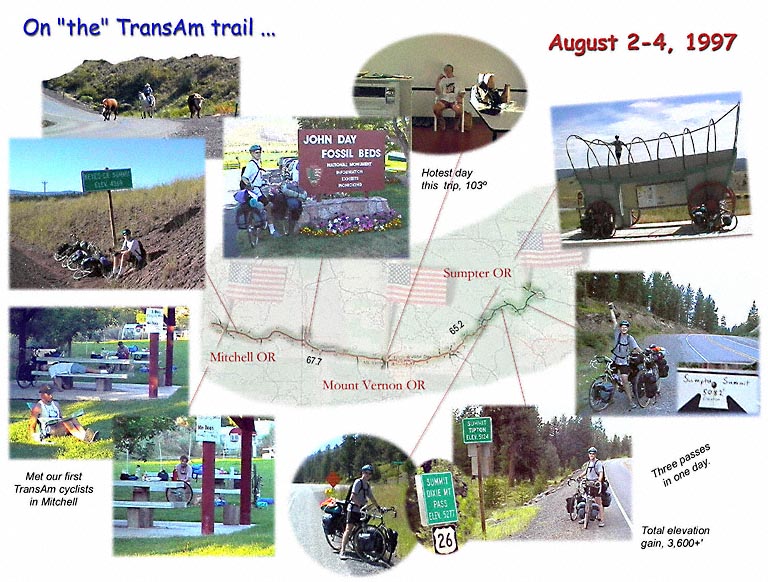 On "the" TransAm trail ...
August 2-4, 1997
Hottest day
this trip, 103º
JOHN DAY
FOSSIL BEDS
NATIONAL MONUMENT
INFORMATION
EXHIBITS
PICNICKING
SUMMIT
ELEV. 4369
Sumpter OR
65.2
Mitchell OR
67.7
Mount Vernon OR
Sumpter Summit
5082'
Met our first
TransAm cyclists
in Mitchell
SUMMIT
DIXIE MT
PASS
ELEV. 5277
26
SUMMIT
TIPTON
ELEV. 5124
Three passes
in one day.
Total elevation
gain, 3,600+'